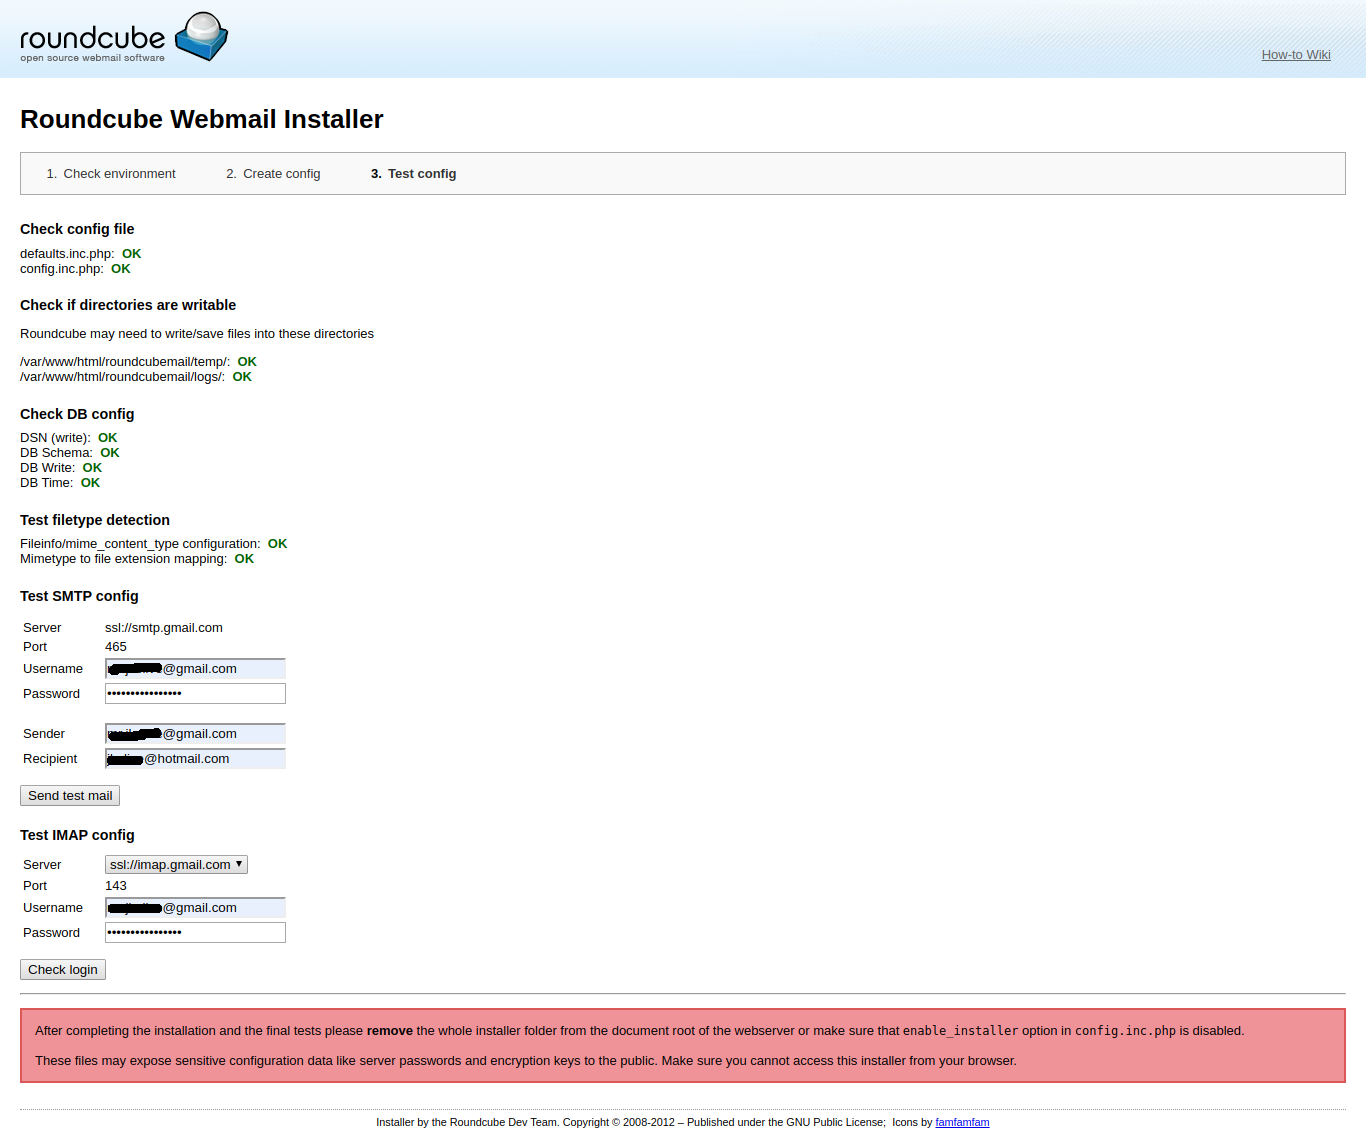 roundcube
open source webmail software
How-to Wiki
Roundcube Webmail Installer
1. Check environment 2. Create config 3. Test config
Check config file
defaults.inc.php: OK
config.inc.php: OK
Check if directories are writable
Roundcube may need to write/save files into these directories
/var/www/html/roundcubemail/temp/: OK
/var/www/html/roundcubemail/logs/: OK
Check DB config
DSN (write): OK
DB Schema: OK
DB Write: OK
DB Time: OK
Test filetype detection
Fileinfo/mime_content_type configuration: OK
Mimetype to file extension mapping: OK
Test SMTP config
Server ssl://smtp.gmail.com
Port 465
Username @gmail.com
Password ••••••••••••••••
Sender @gmail.com
Recipient @hotmail.com
Send test mail
Test IMAP config
Server ssl://imap.gmail.com ▼
Port 143
Username @gmail.com
Password ••••••••••••••••
Check login
After completing the installation and the final tests please remove the whole installer folder from the document root of the webserver or make sure that enable_installer option in config.inc.php is disabled.
These files may expose sensitive configuration data like server passwords and encryption keys to the public. Make sure you cannot access this installer from your browser.
Installer by the Roundcube Dev Team. Copyright © 2008-2012 – Published under the GNU Public License; Icons by famfamfam